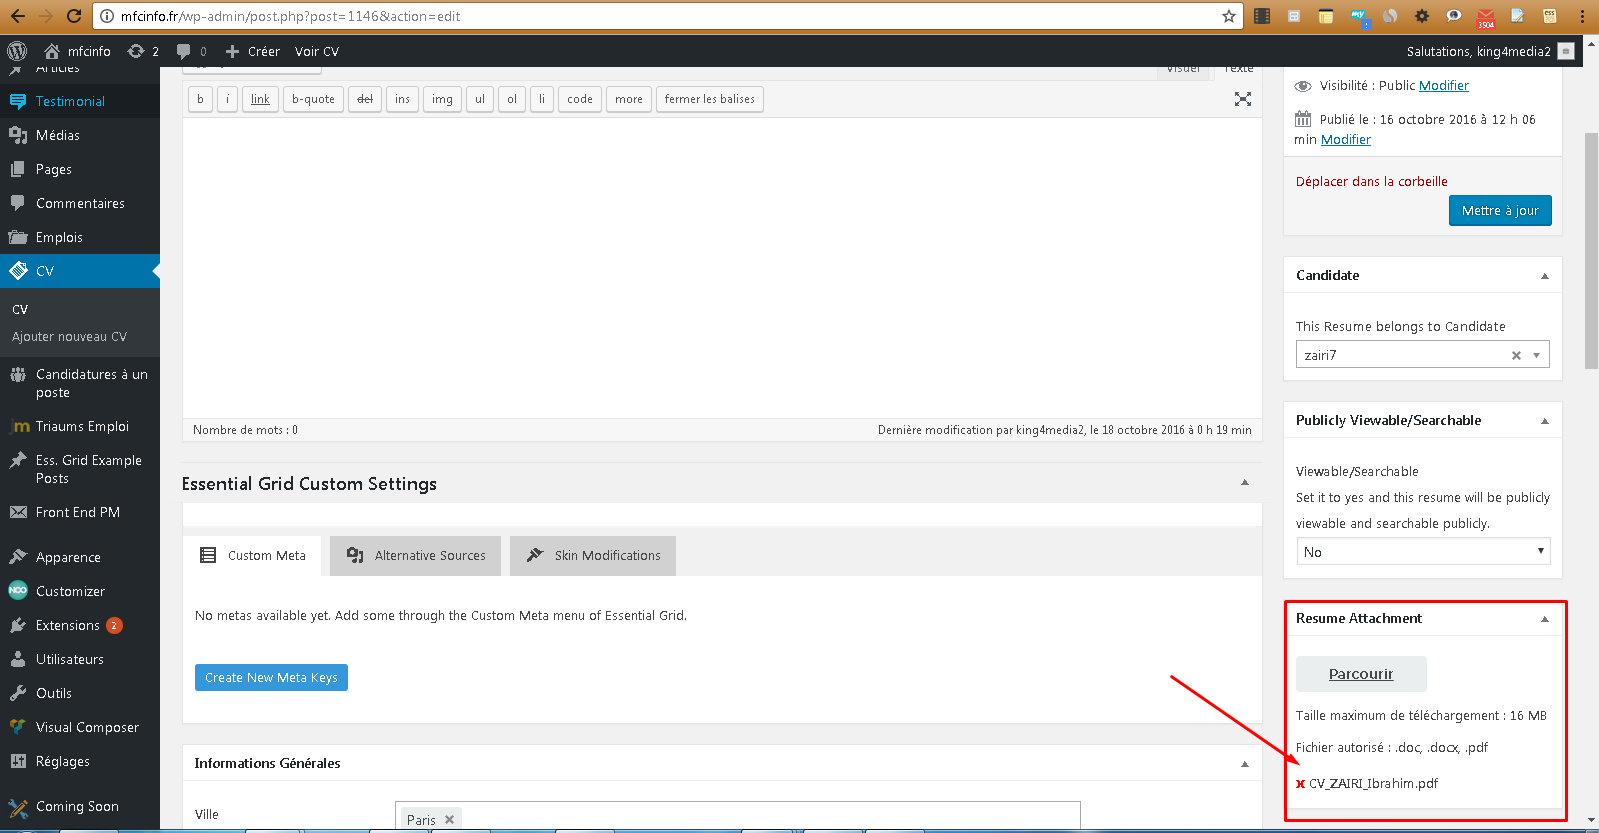 mfcinfo.fr/wp-admin/post.php?post=1146&action=edit
3504
mfcinfo
2
0
Créer
Voir CV
Salutations, king4media2
Articles
Testimonial
Médias
Pages
Commentaires
Emplois
CV
CV
Ajouter nouveau CV
Candidatures à un
poste
Triaums Emploi
Ess. Grid Example
Posts
Front End PM
Apparence
Customizer
Extensions 2
Utilisateurs
Outils
Visual Composer
Réglages
Coming Soon
Visuel
Texte
b
i
link
b-quote
del
ins
img
ul
ol
li
code
more
fermer les balises
Nombre de mots : 0
Dernière modification par king4media2, le 18 octobre 2016 à 0 h 19 min
Essential Grid Custom Settings
Custom Meta
Alternative Sources
Skin Modifications
No metas available yet. Add some through the Custom Meta menu of Essential Grid.
Create New Meta Keys
Informations Générales
Ville
Paris
Visibilité : Public Modifier
Publié le : 16 octobre 2016 à 12 h 06
min Modifier
Déplacer dans la corbeille
Mettre à jour
Candidate
This Resume belongs to Candidate
zairi7
Publicly Viewable/Searchable
Viewable/Searchable
Set it to yes and this resume will be publicly
viewable and searchable publicly.
No
Resume Attachment
Parcourir
Taille maximum de téléchargement : 16 MB
Fichier autorisé : .doc, .docx, .pdf
x CV_ZAIRI_Ibrahim.pdf